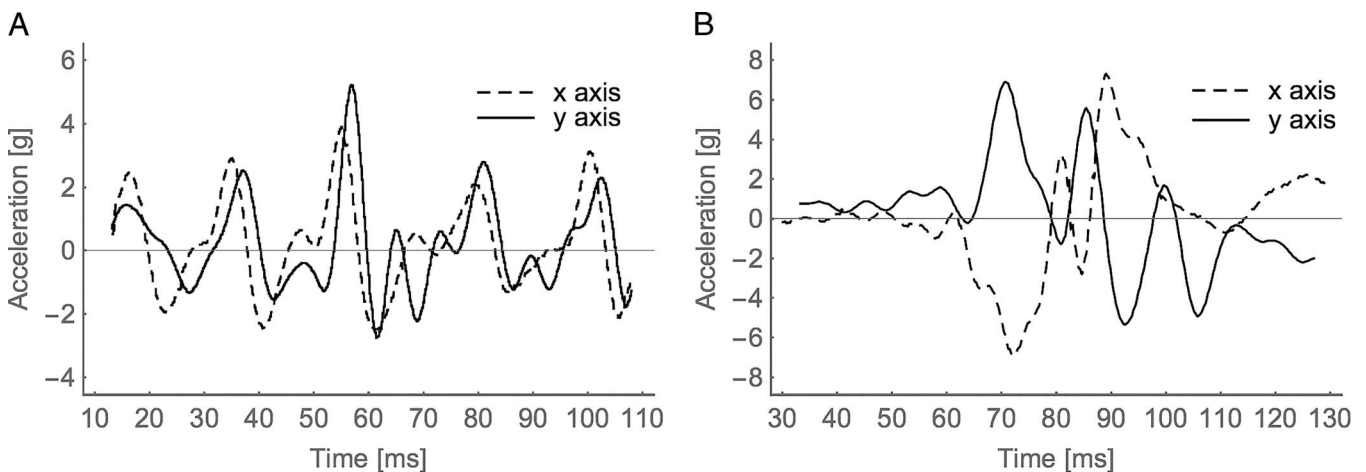 A
6
4
2
0
−2
−4
Acceleration [g]
x axis
y axis
10 20 30 40 50 60 70 80 90 100 110
Time [ms]
B
8
6
4
2
0
−2
−4
−6
−8
Acceleration [g]
x axis
y axis
30 40 50 60 70 80 90 100 110 120 130
Time [ms]